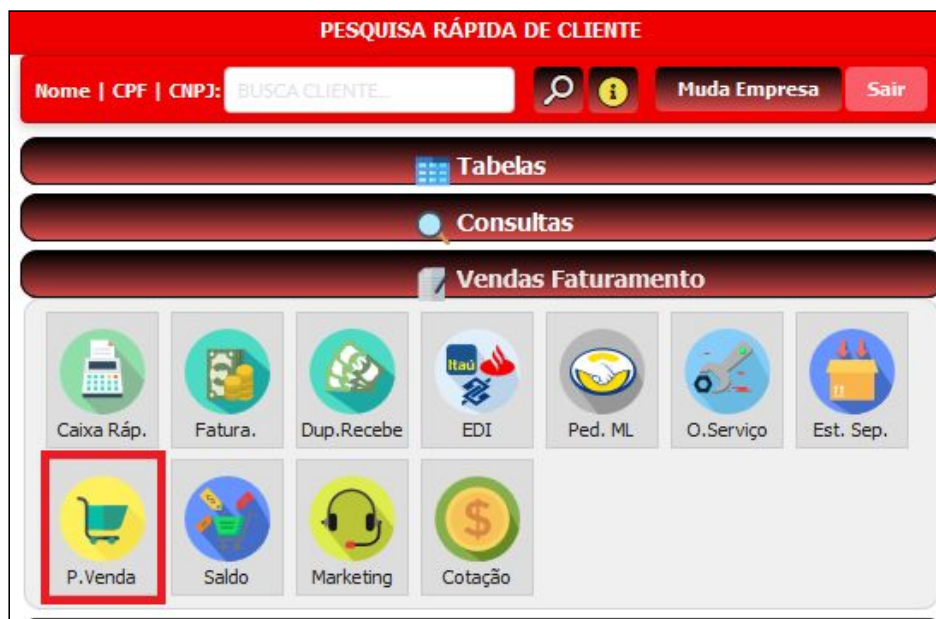 PESQUISA RÁPIDA DE CLIENTE
Nome | CPF | CNPJ: BUSCA CLIENTE... Muda Empresa Sair
Tabelas
Consultas
Vendas Faturamento
Itaú
Caixa Ráp. Fatura. Dup.Recebe EDI Ped. ML O.Serviço Est. Sep.
P.Venda Saldo Marketing Cotação